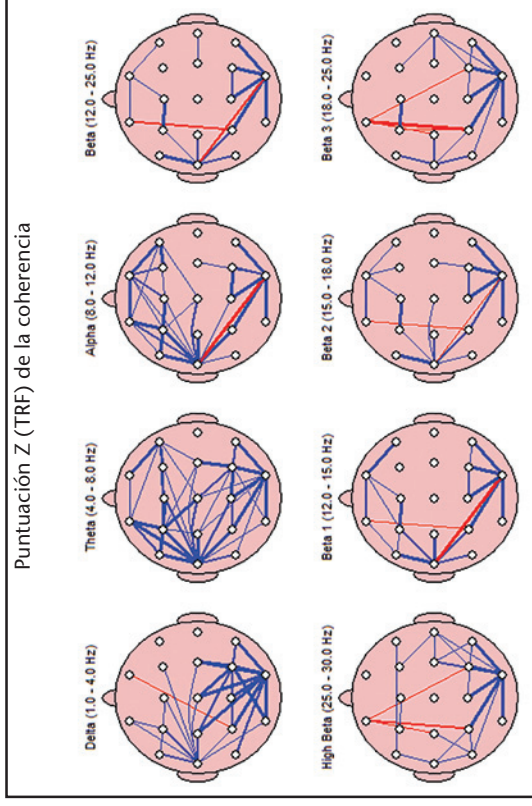 Puntuación Z (TRF) de la coherencia
Delta (1.0 - 4.0 Hz)
Theta (4.0 - 8.0 Hz)
Alpha (8.0 - 12.0 Hz)
Beta (12.0 - 25.0 Hz)
High Beta (25.0 - 30.0 Hz)
Beta 1 (12.0 - 15.0 Hz)
Beta 2 (15.0 - 18.0 Hz)
Beta 3 (18.0 - 25.0 Hz)